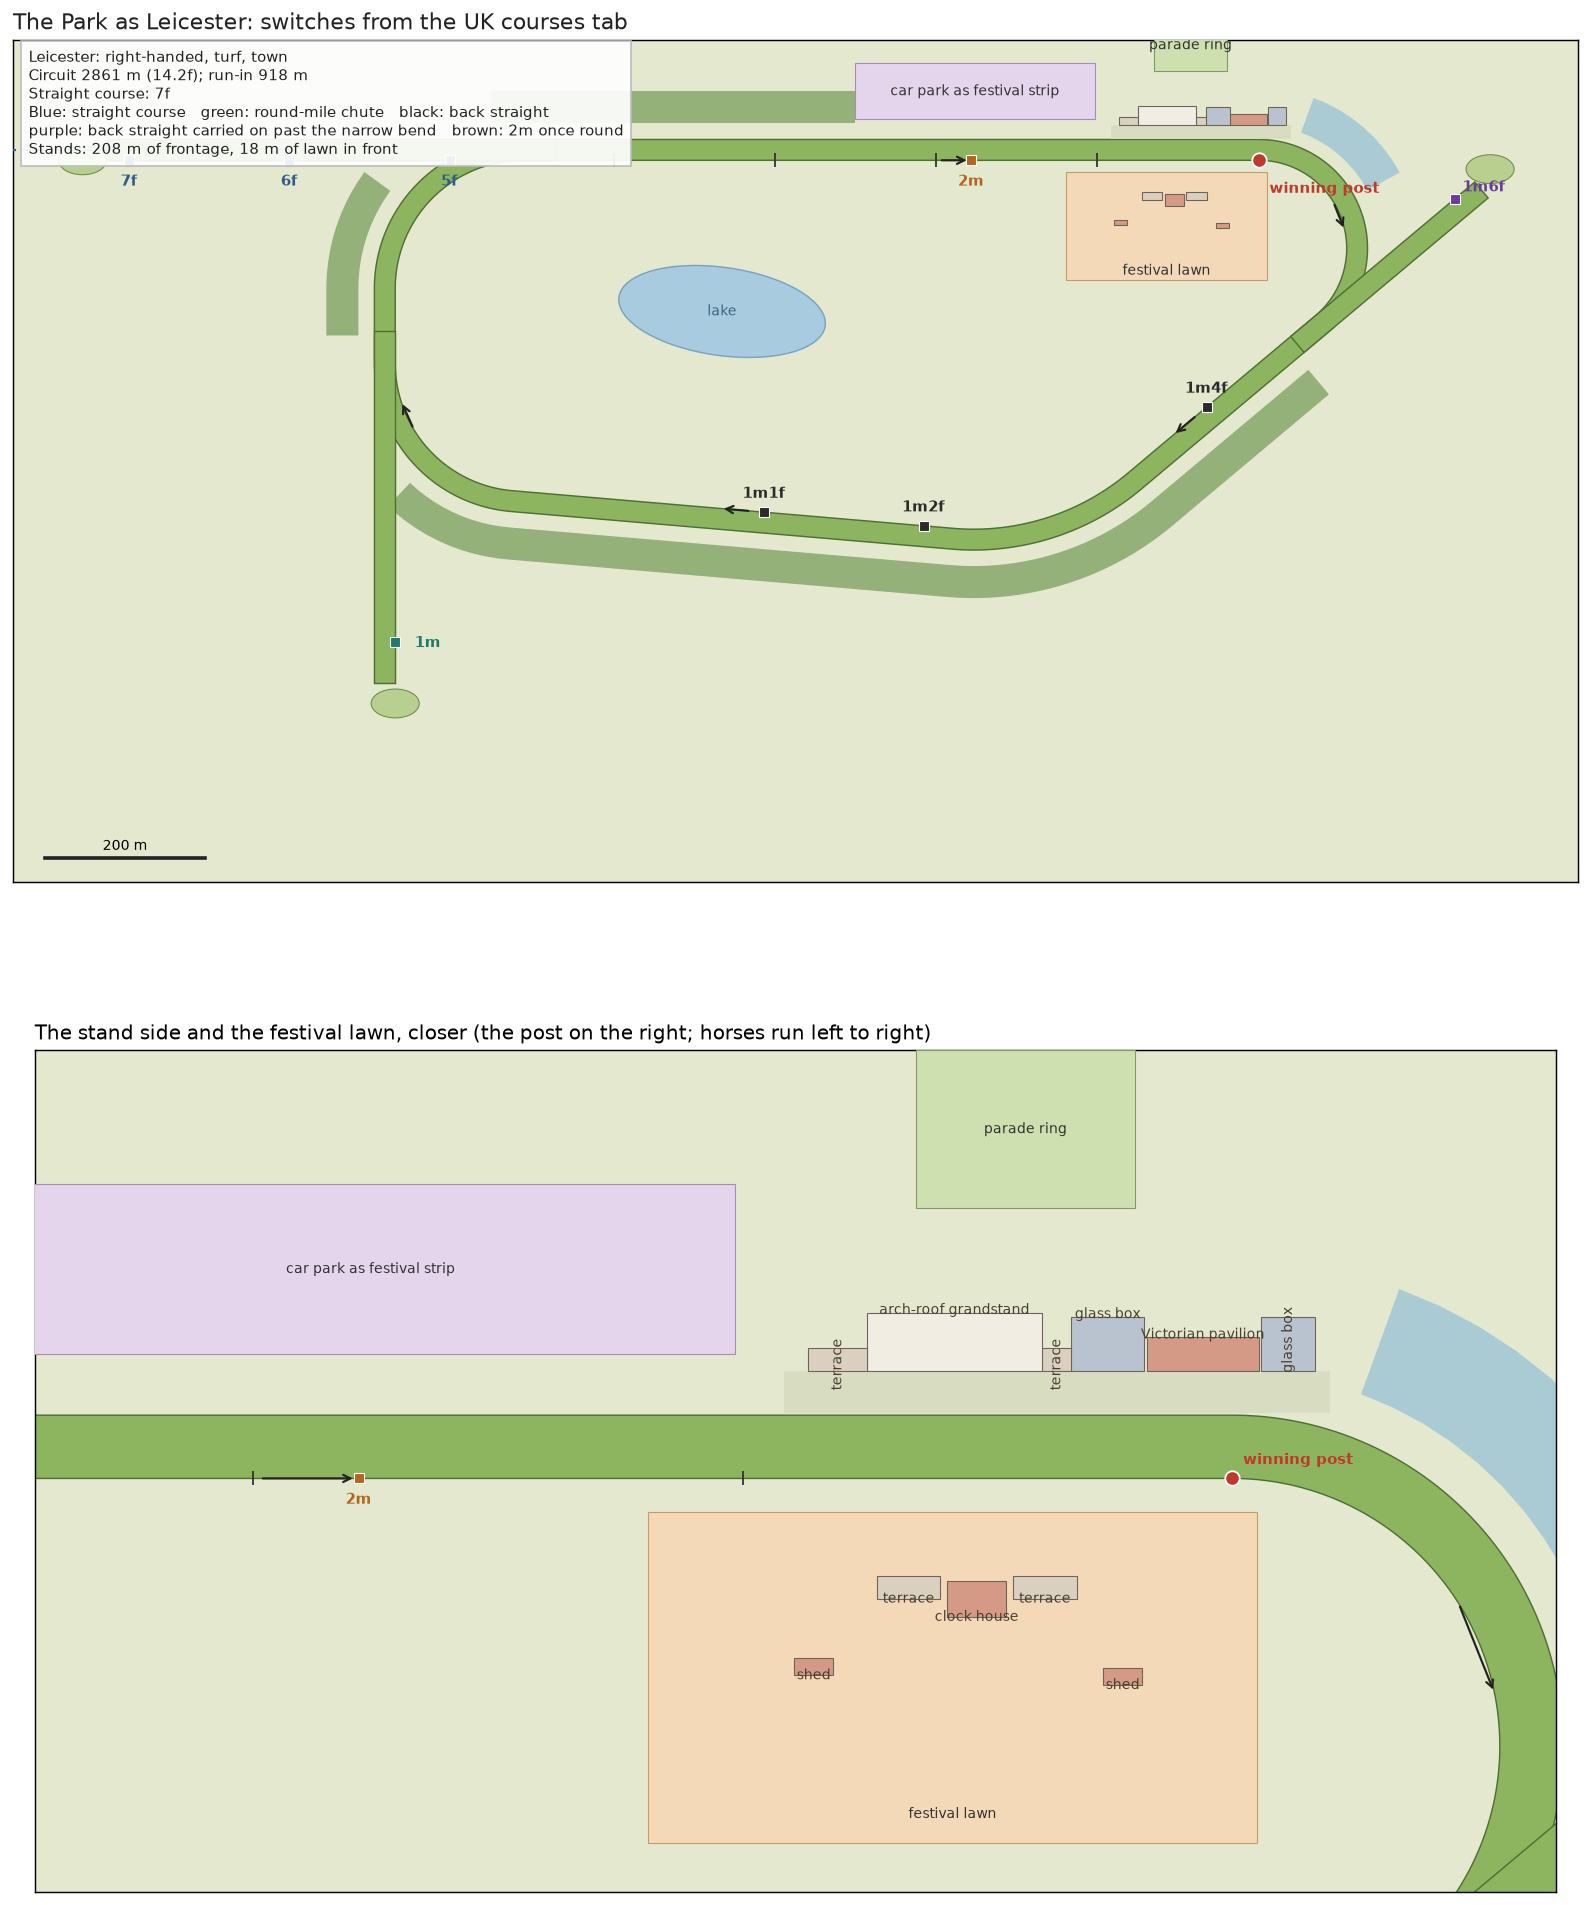 The Park as Leicester: switches from the UK courses tab
parade ring
Leicester: right-handed, turf, town
Circuit 2861 m (14.2f); run-in 918 m
Straight course: 7f
Blue: straight course   green: round-mile chute   black: back straight
purple: back straight carried on past the narrow bend   brown: 2m once round
Stands: 208 m of frontage, 18 m of lawn in front
car park as festival strip
7f
6f
5f
2m
winning post
1m6f
festival lawn
lake
1m4f
1m1f
1m2f
1m
200 m
The stand side and the festival lawn, closer (the post on the right; horses run left to right)
parade ring
car park as festival strip
arch-roof grandstand
glass box
Victorian pavilion
glass box
terrace
terrace
winning post
2m
terrace
terrace
clock house
shed
shed
festival lawn